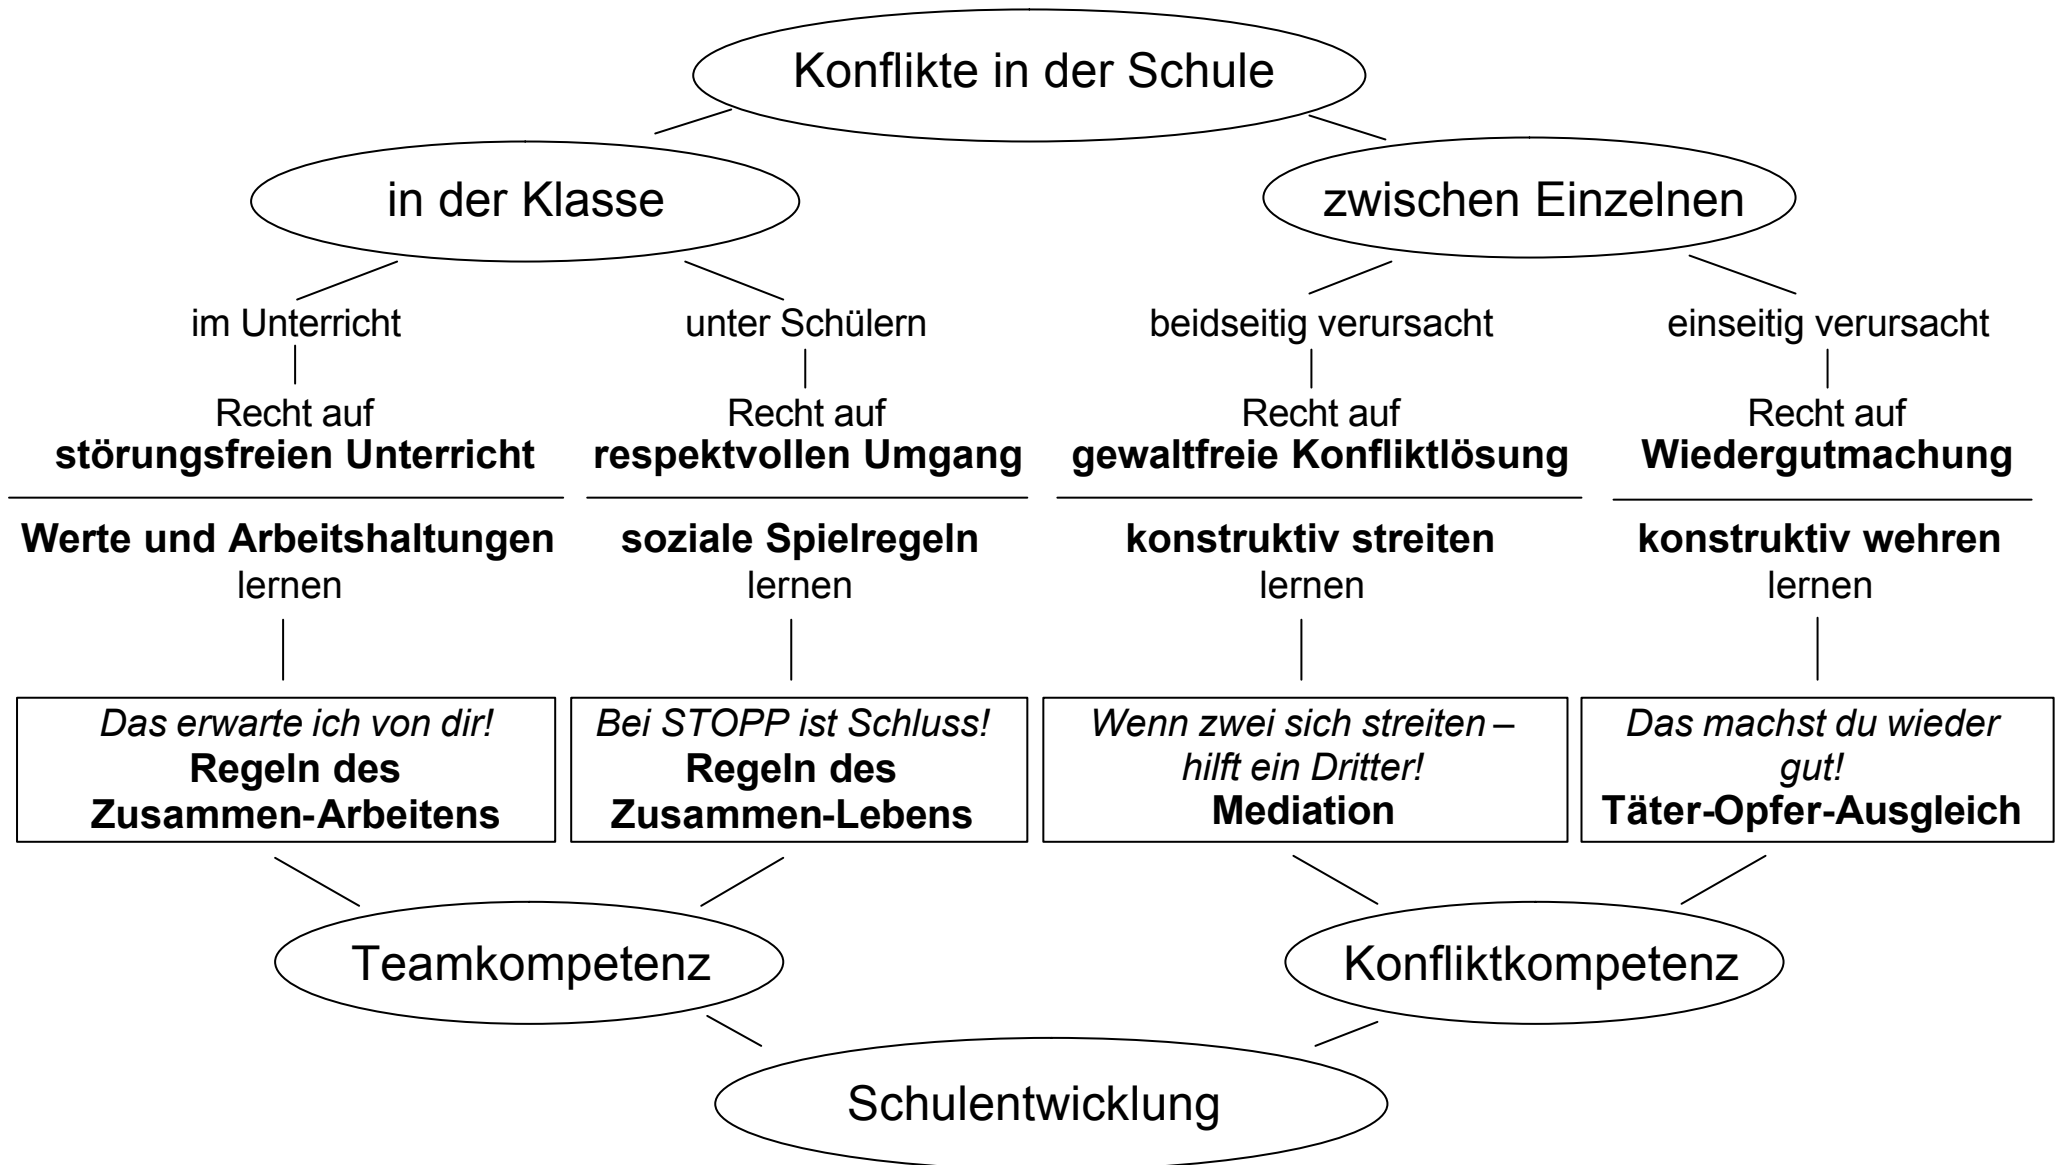 Konflikte in der Schule
in der Klasse
zwischen Einzelnen
im Unterricht
unter Schülern
beidseitig verursacht
einseitig verursacht
Recht auf
störungsfreien Unterricht
Recht auf
respektvollen Umgang
Recht auf
gewaltfreie Konfliktlösung
Recht auf
Wiedergutmachung
Werte und Arbeitshaltungen
lernen
soziale Spielregeln
lernen
konstruktiv streiten
lernen
konstruktiv wehren
lernen
Das erwarte ich von dir!
Regeln des
Zusammen-Arbeitens
Bei STOPP ist Schluss!
Regeln des
Zusammen-Lebens
Wenn zwei sich streiten –
hilft ein Dritter!
Mediation
Das machst du wieder
gut!
Täter-Opfer-Ausgleich
Teamkompetenz
Konfliktkompetenz
Schulentwicklung